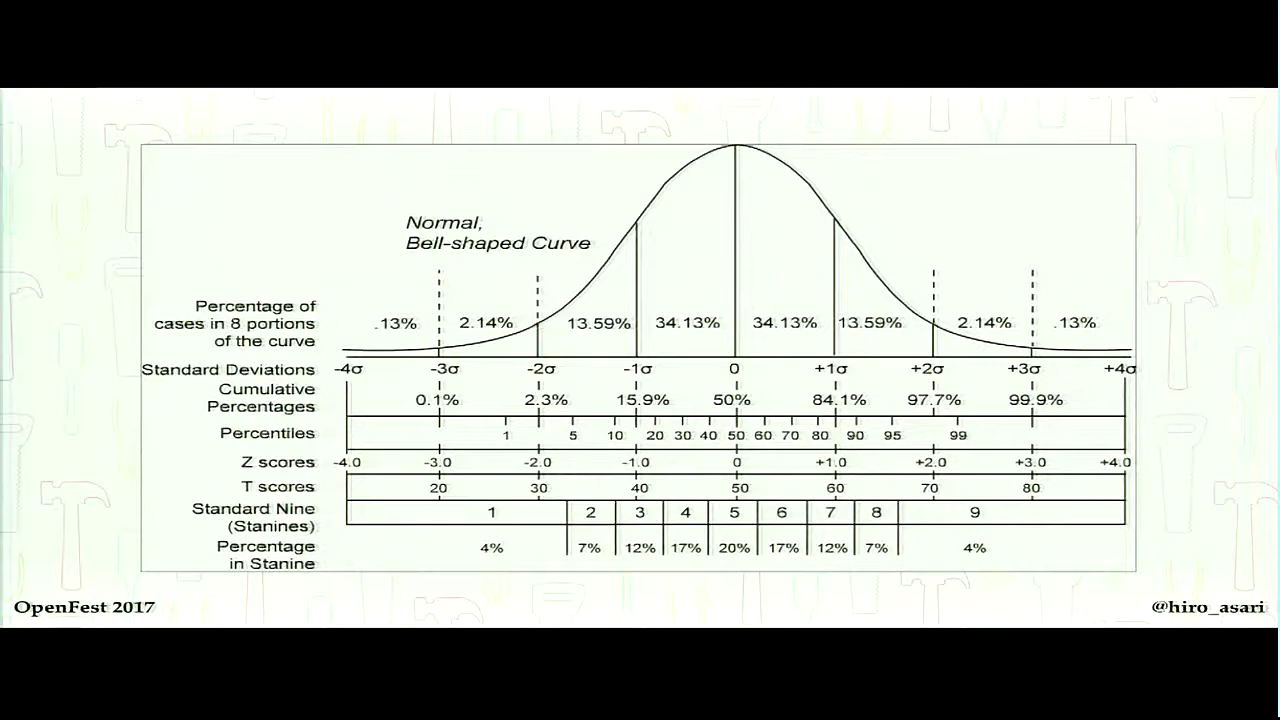 Normal,
Bell-shaped Curve
Percentage of
cases in 8 portions
of the curve
.13% 2.14% 13.59% 34.13% 34.13% 13.59% 2.14% .13%
Standard Deviations -4σ -3σ -2σ -1σ 0 +1σ +2σ +3σ +4σ
Cumulative
Percentages 0.1% 2.3% 15.9% 50% 84.1% 97.7% 99.9%
Percentiles 1 5 10 20 30 40 50 60 70 80 90 95 99
Z scores -4.0 -3.0 -2.0 -1.0 0 +1.0 +2.0 +3.0 +4.0
T scores 20 30 40 50 60 70 80
Standard Nine
(Stanines) 1 2 3 4 5 6 7 8 9
Percentage
in Stanine 4% 7% 12% 17% 20% 17% 12% 7% 4%
OpenFest 2017
@hiro_asari